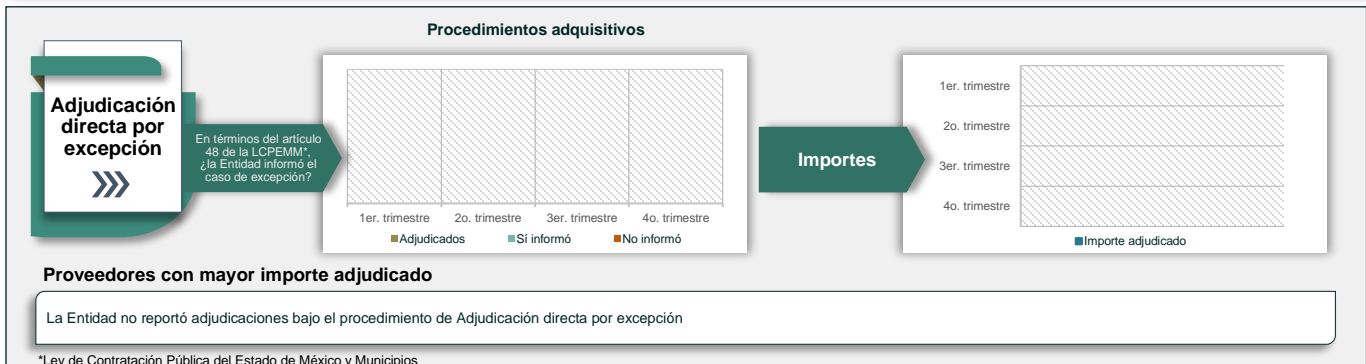 Procedimientos adquisitivos
Adjudicación
directa por
excepción
En términos del artículo
48 de la LCPEMM*,
¿la Entidad informó el
caso de excepción?
1er. trimestre 2o. trimestre 3er. trimestre 4o. trimestre
Adjudicados Sí informó No informó
Importes
1er. trimestre
2o. trimestre
3er. trimestre
4o. trimestre
Importe adjudicado
Proveedores con mayor importe adjudicado
La Entidad no reportó adjudicaciones bajo el procedimiento de Adjudicación directa por excepción
*Ley de Contratación Pública del Estado de México y Municipios